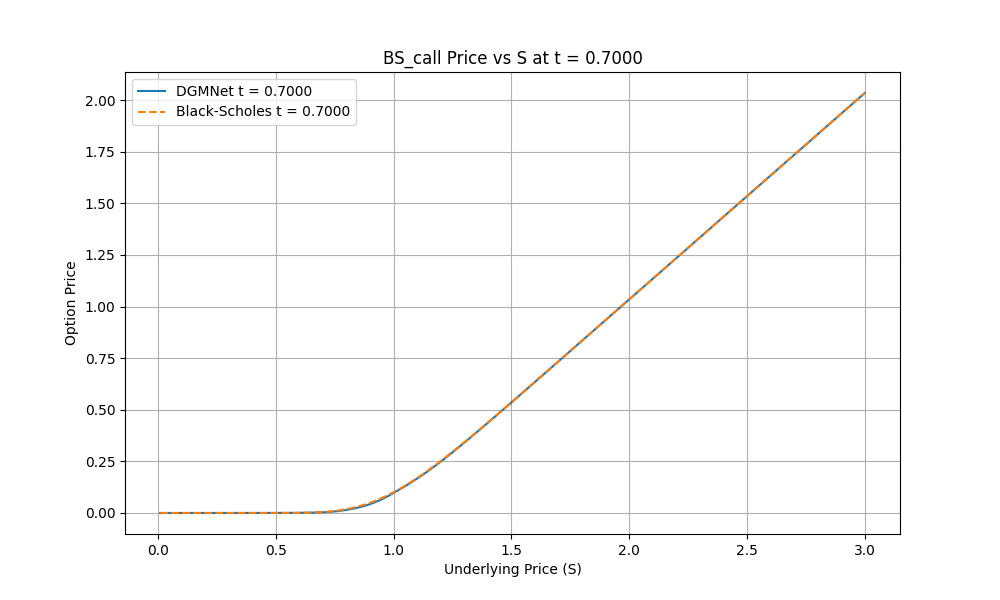 BS_call Price vs S at t = 0.7000
DGMNet t = 0.7000
Black-Scholes t = 0.7000
Option Price
2.00
1.75
1.50
1.25
1.00
0.75
0.50
0.25
0.00
0.0 0.5 1.0 1.5 2.0 2.5 3.0
Underlying Price (S)